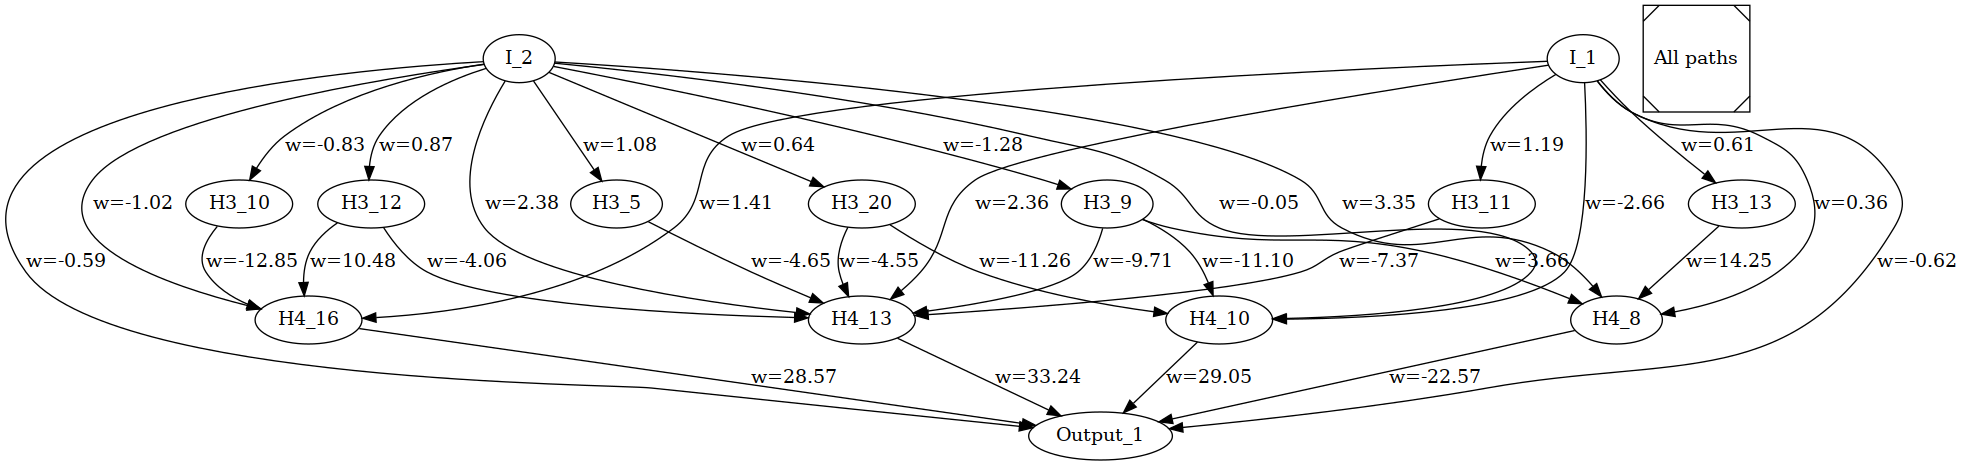 I_2
I_1
All paths
w=-0.83
w=0.87
w=1.08
w=0.64
w=-1.28
w=1.19
w=0.61
w=-1.02
H3_10
H3_12
w=2.38
H3_5
w=1.41
H3_20
w=2.36
H3_9
w=-0.05
w=3.35
H3_11
w=-2.66
H3_13
w=0.36
w=-0.59
w=-12.85
w=10.48
w=-4.06
w=-4.65
w=-4.55
w=-11.26
w=-9.71
w=-11.10
w=-7.37
w=3.66
w=14.25
w=-0.62
H4_16
H4_13
H4_10
H4_8
w=28.57
w=33.24
w=29.05
w=-22.57
Output_1